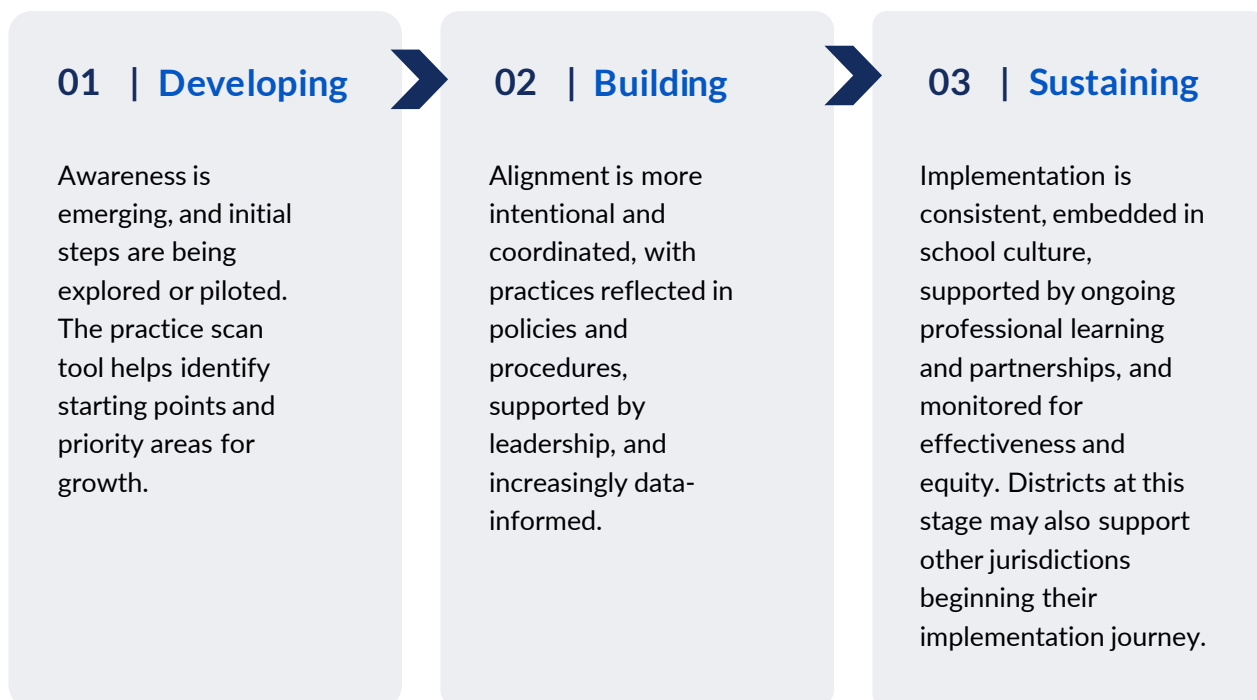 01 | Developing
Awareness is
emerging, and initial
steps are being
explored or piloted.
The practice scan
tool helps identify
starting points and
priority areas for
growth.
02 | Building
Alignment is more
intentional and
coordinated, with
practices reflected in
policies and
procedures,
supported by
leadership, and
increasingly data-
informed.
03 | Sustaining
Implementation is
consistent, embedded in
school culture,
supported by ongoing
professional learning
and partnerships, and
monitored for
effectiveness and
equity. Districts at this
stage may also support
other jurisdictions
beginning their
implementation journey.